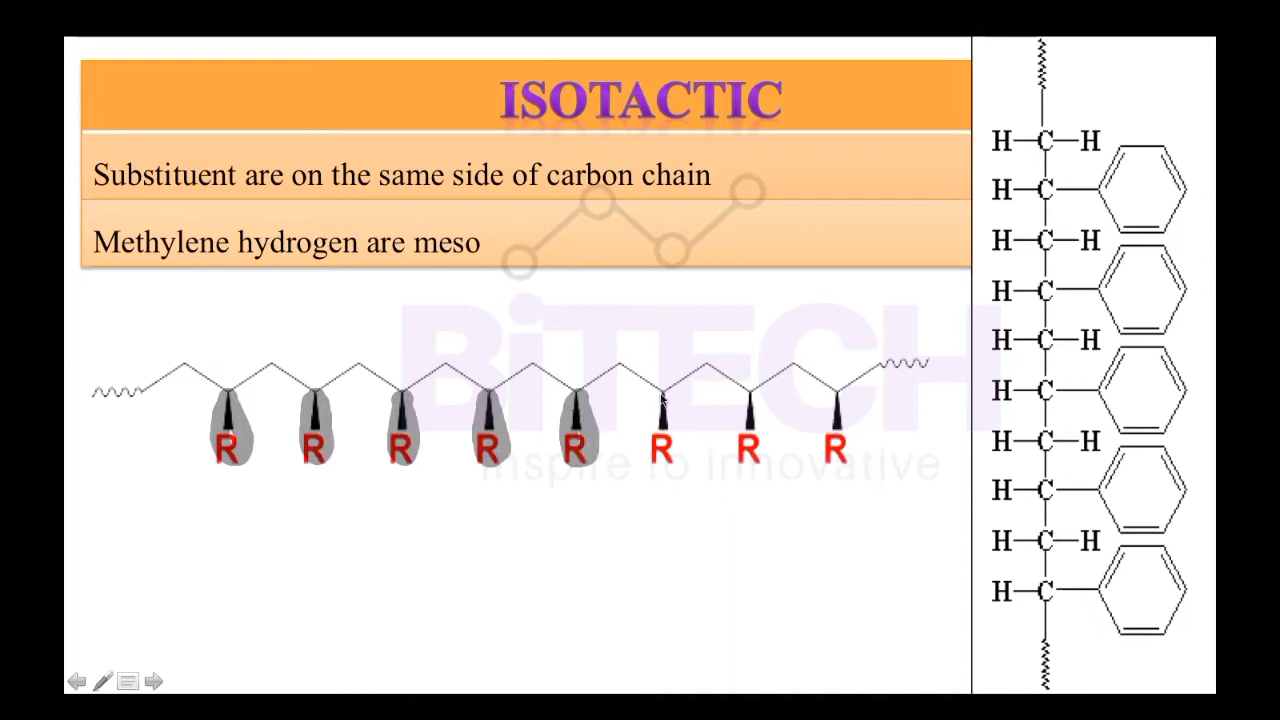 ISOTACTIC
Substituent are on the same side of carbon chain
Methylene hydrogen are meso
BiTECH
inspire to innovative
R R R R R R R R
H-C-H
H-C
H-C-H
H-C
H-C-H
H-C
H-C-H
H-C
H-C-H
H-C